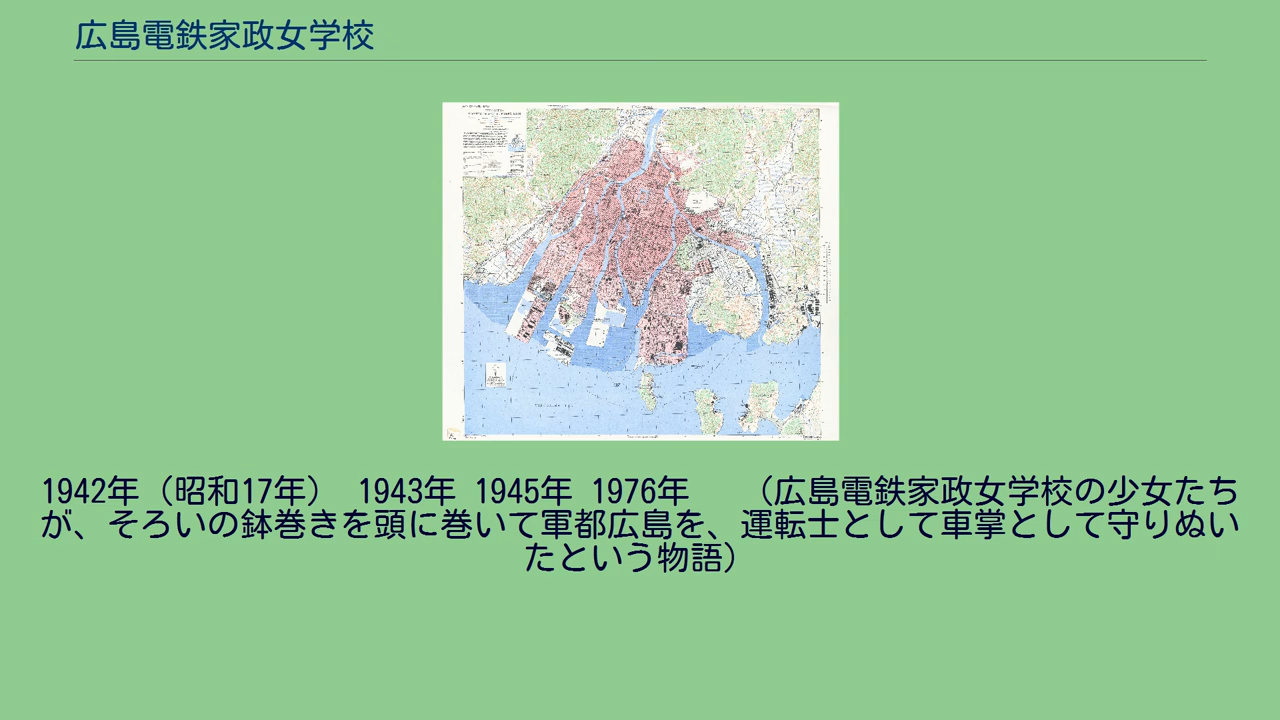 広島電鉄家政女学校
1942年（昭和17年） 1943年 1945年 1976年　（広島電鉄家政女学校の少女たち
が、そろいの鉢巻きを頭に巻いて軍都広島を、運転士として車掌として守りぬい
たという物語）